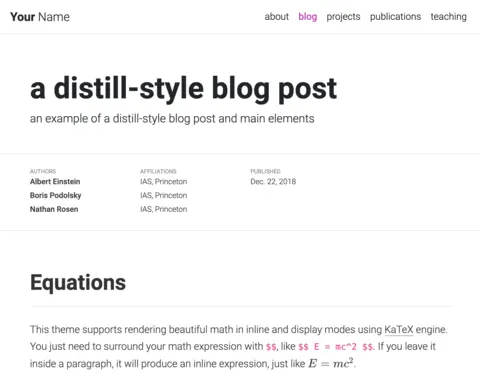 Your Name about blog projects publications teaching
a distill-style blog post
an example of a distill-style blog post and main elements
AUTHORS AFFILIATIONS PUBLISHED
Albert Einstein IAS, Princeton Dec. 22, 2018
Boris Podolsky IAS, Princeton
Nathan Rosen IAS, Princeton
Equations
This theme supports rendering beautiful math in inline and display modes using KaTeX engine.
You just need to surround your math expression with $$, like $$ E = mc^2 $$. If you leave it
inside a paragraph, it will produce an inline expression, just like E = mc².